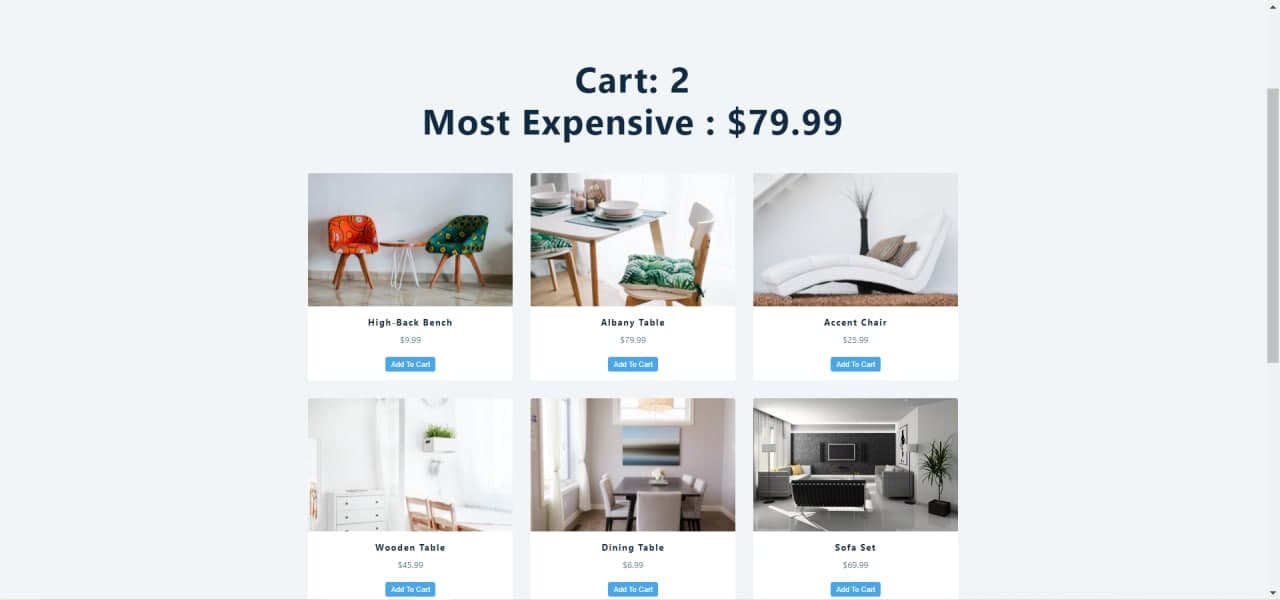 Cart: 2
Most Expensive : $79.99
High-Back Bench
$9.99
Add To Cart
Albany Table
$79.99
Add To Cart
Accent Chair
$25.99
Add To Cart
Wooden Table
$45.99
Add To Cart
Dining Table
$6.99
Add To Cart
Sofa Set
$69.99
Add To Cart